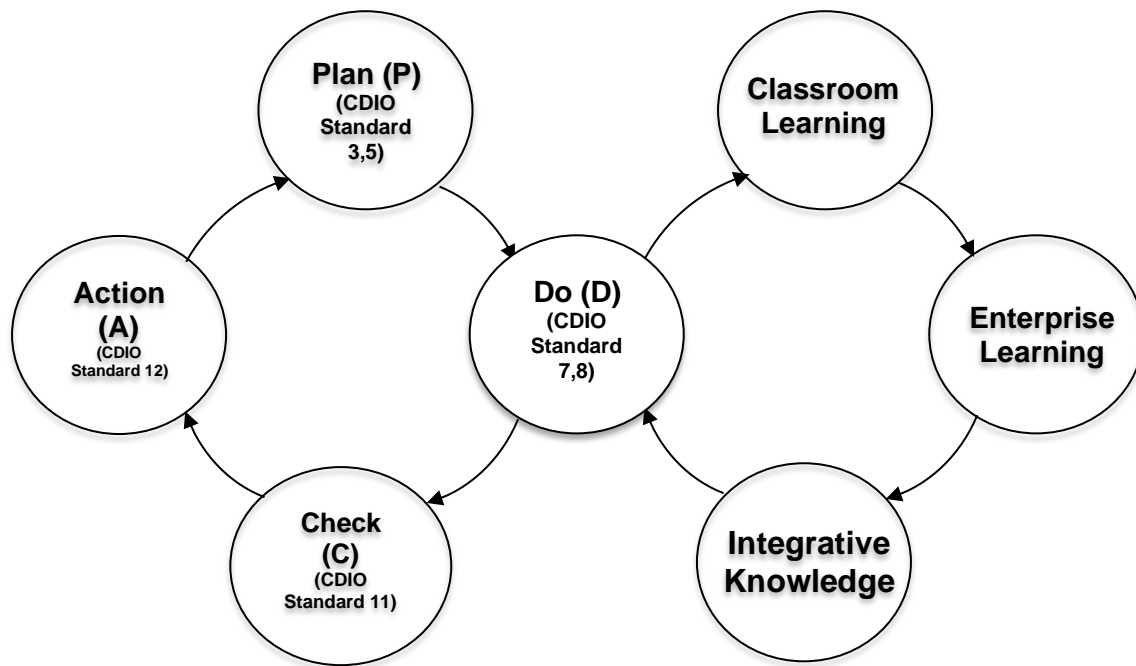 Plan (P)
(CDIO
Standard
3,5)
Classroom
Learning
Action
(A)
(CDIO
Standard 12)
Do (D)
(CDIO
Standard
7,8)
Enterprise
Learning
Check
(C)
(CDIO
Standard 11)
Integrative
Knowledge